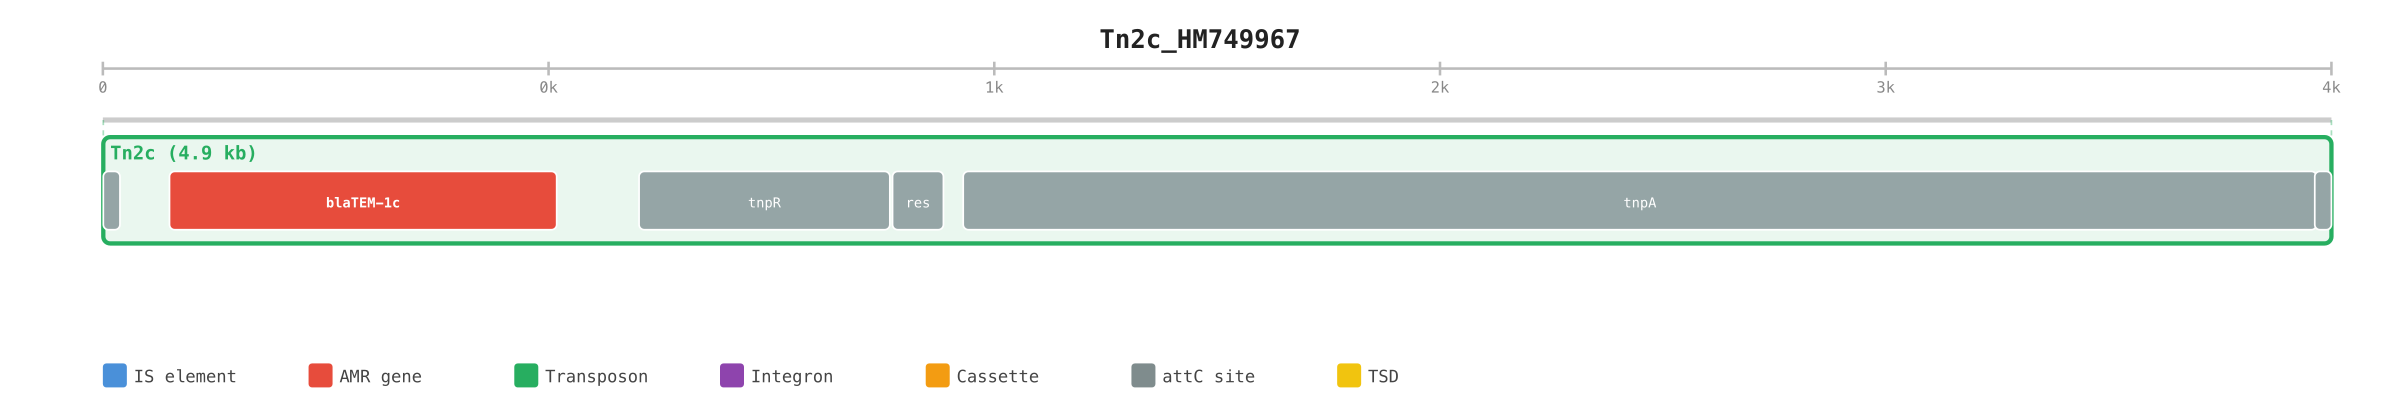 Tn2c_HM749967
0 0k 1k 2k 3k 4k
Tn2c (4.9 kb)
blaTEM–1c tnpR res tnpA
IS element AMR gene Transposon Integron Cassette attC site TSD